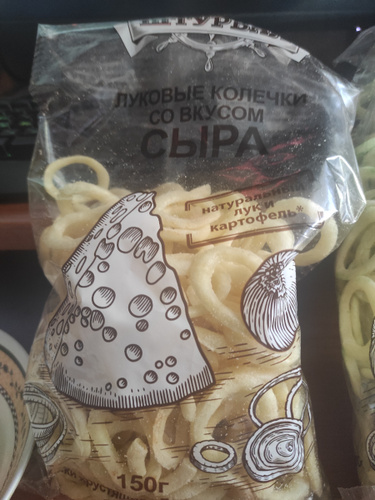 ЛУКОВЫЕ КОЛЕЧКИ
СО ВКУСОМ
СЫРА
натуральный
лук и
картофель*
150г